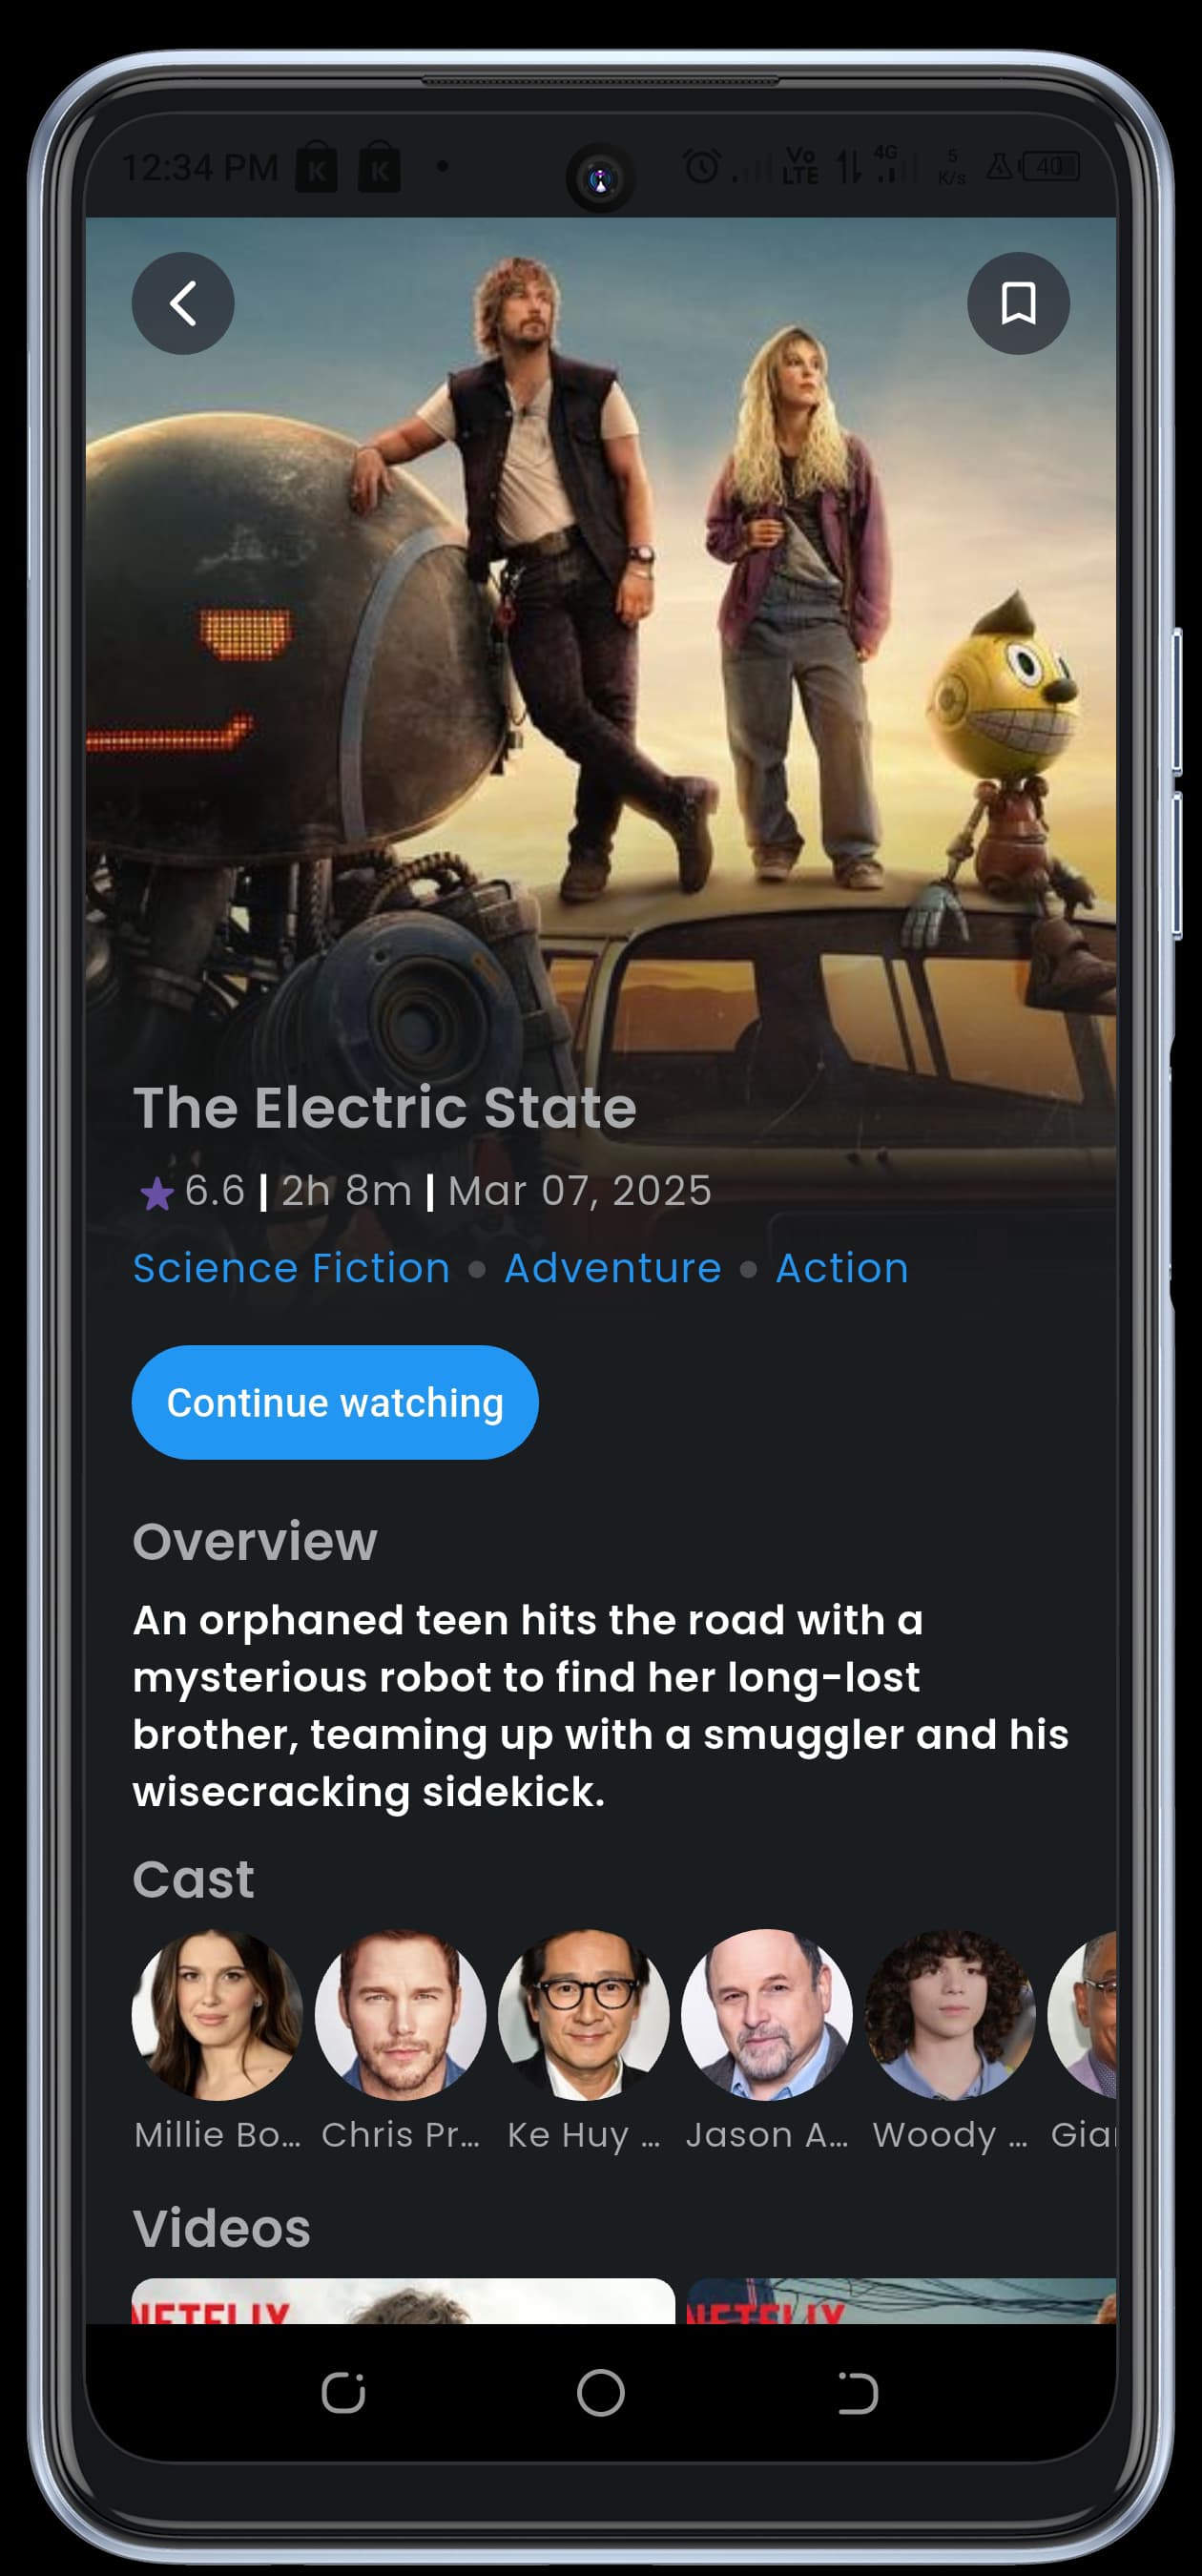 12:34 PM K K • Vo LTE 4G 5 K/s 40
The Electric State
6.6 | 2h 8m | Mar 07, 2025
Science Fiction • Adventure • Action
Continue watching
Overview
An orphaned teen hits the road with a
mysterious robot to find her long-lost
brother, teaming up with a smuggler and his
wisecracking sidekick.
Cast
Millie Bo... Chris Pr... Ke Huy ... Jason A... Woody ... Gian
Videos
NETFLIX NETFLIX